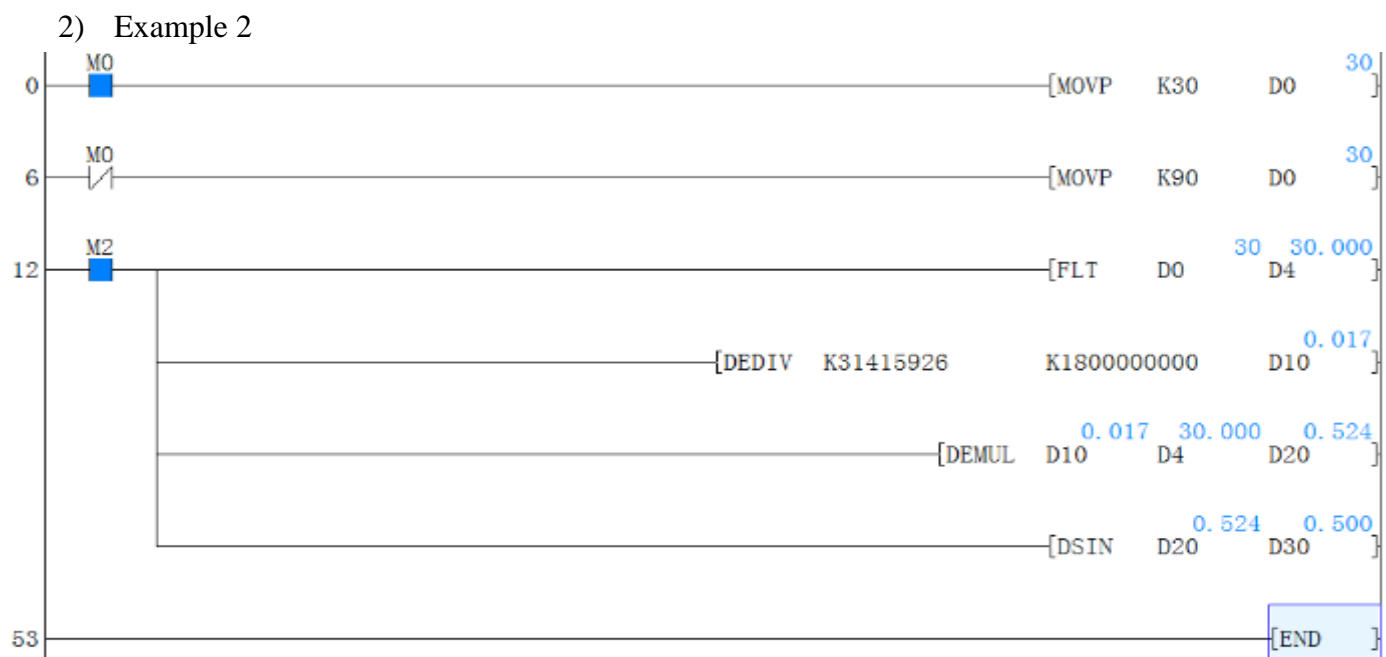 2) Example 2
M0 30
0 [MOVP K30 D0 ]
M0 30
6 [MOVP K90 D0 ]
M2 30 30.000
12 [FLT D0 D4 ]
0.017
[DEDIV K31415926 K1800000000 D10 ]
0.017 30.000 0.524
[DEMUL D10 D4 D20 ]
0.524 0.500
[DSIN D20 D30 ]
53 [END ]